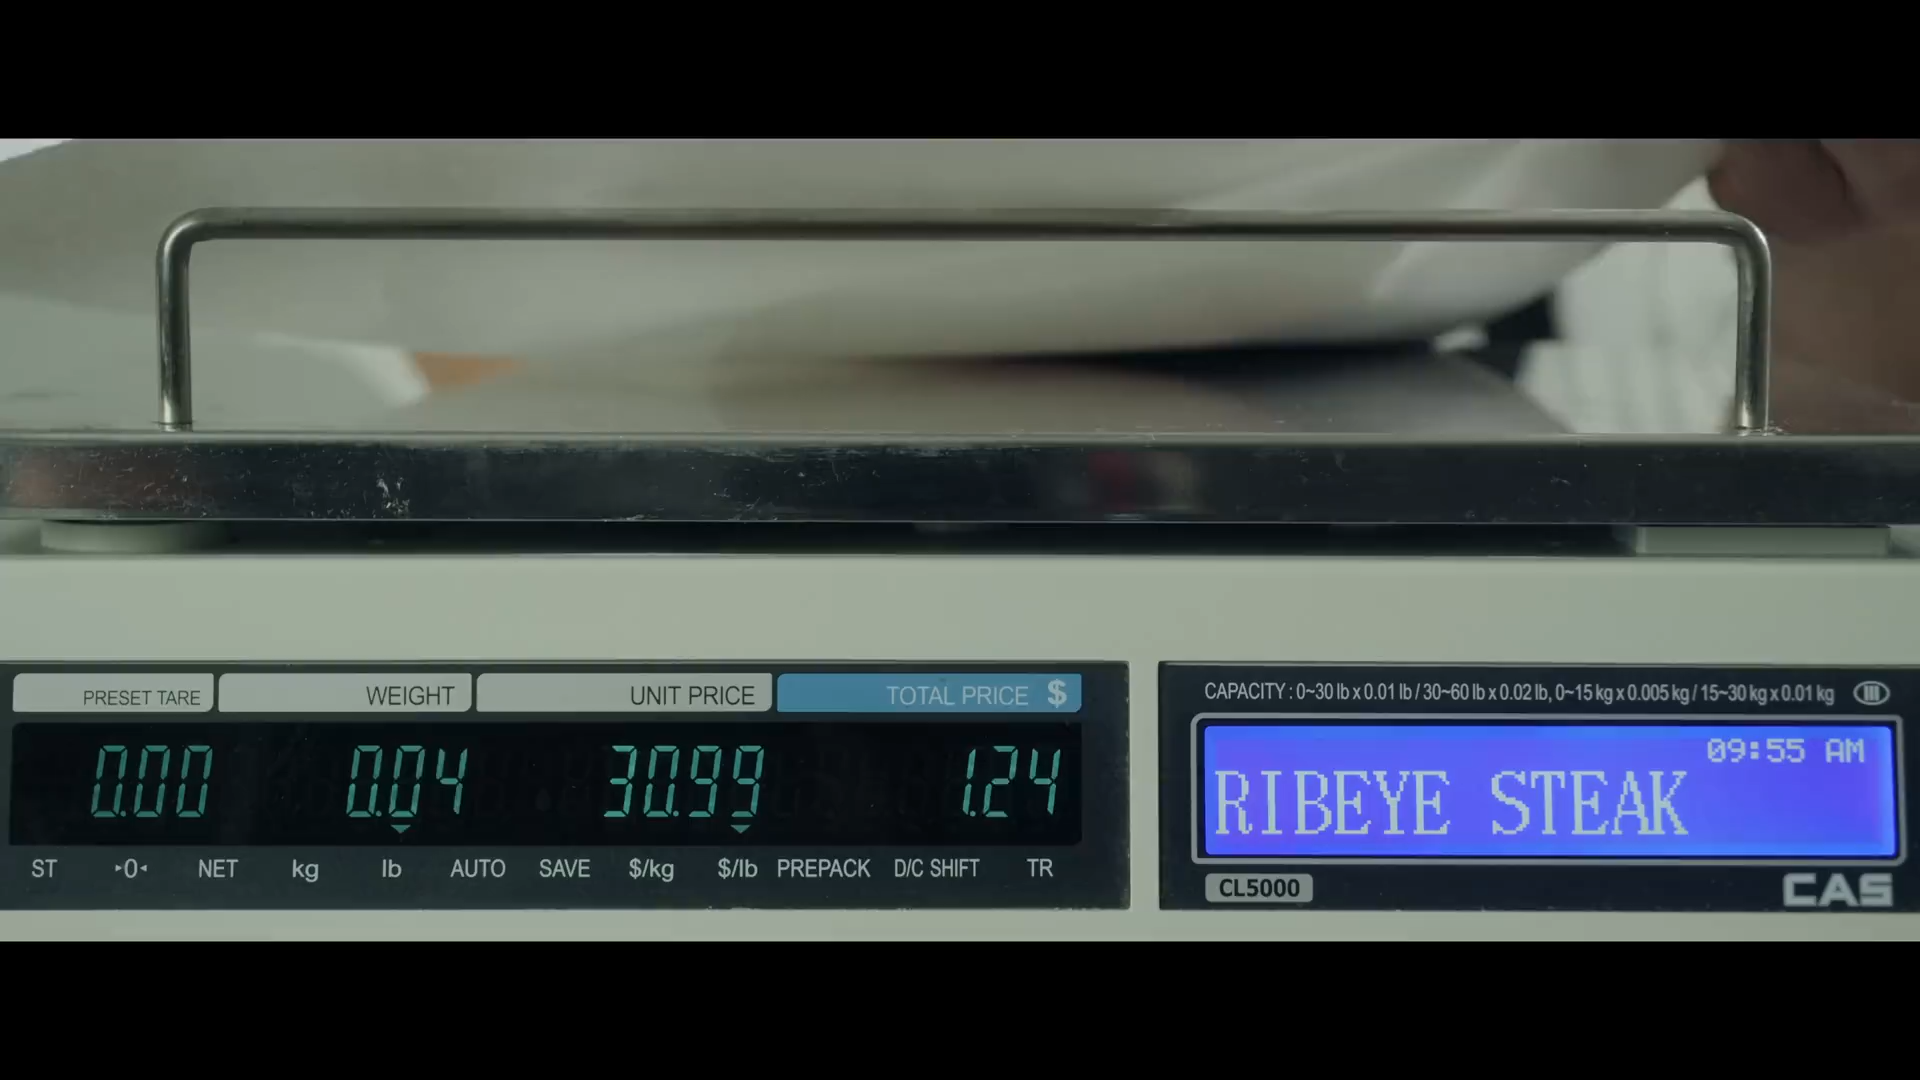 PRESET TARE WEIGHT UNIT PRICE TOTAL PRICE $
0.00 0.04 30.99 1.24
ST ►0◄ NET kg lb AUTO SAVE $/kg $/lb PREPACK D/C SHIFT TR
CAPACITY : 0~30 lb x 0.01 lb / 30~60 lb x 0.02 lb, 0~15 kg x 0.005 kg / 15~30 kg x 0.01 kg III
09:55 AM
RIBEYE STEAK
CL5000 CAS